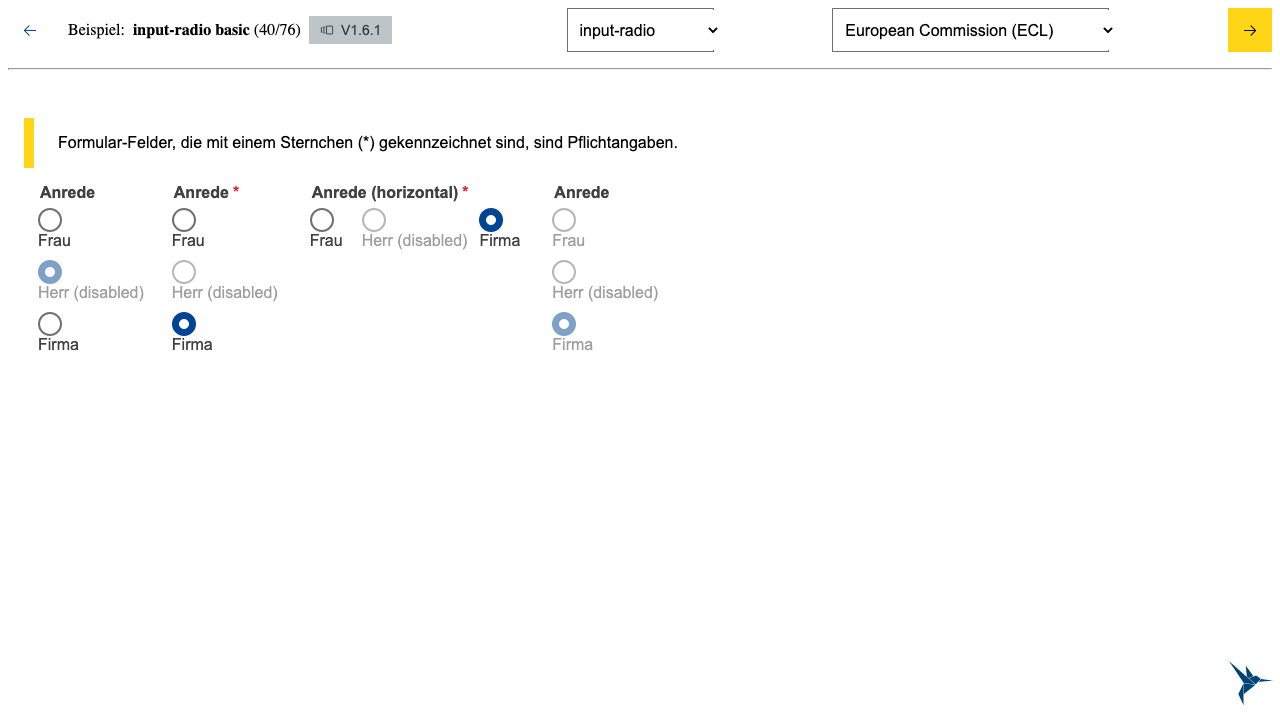 Beispiel: input-radio basic (40/76) V1.6.1 input-radio European Commission (ECL)
Formular-Felder, die mit einem Sternchen (*) gekennzeichnet sind, sind Pflichtangaben.
Anrede
Frau
Herr (disabled)
Firma
Anrede *
Frau
Herr (disabled)
Firma
Anrede (horizontal) *
Frau Herr (disabled) Firma
Anrede
Frau
Herr (disabled)
Firma